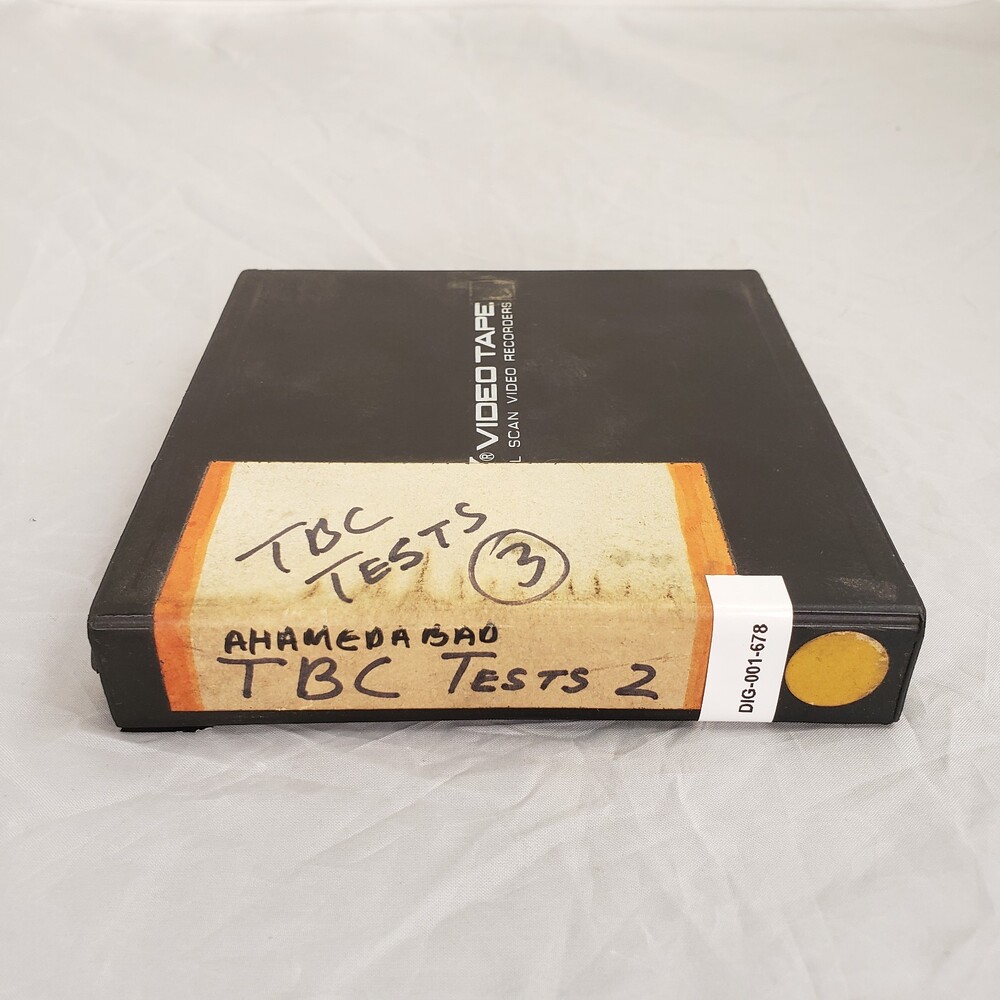 ® VIDEO TAPE
L SCAN VIDEO RECORDERS
TBC
TESTS
3
AHAMEDABAD
TBC TESTS 2
DIG-001-678